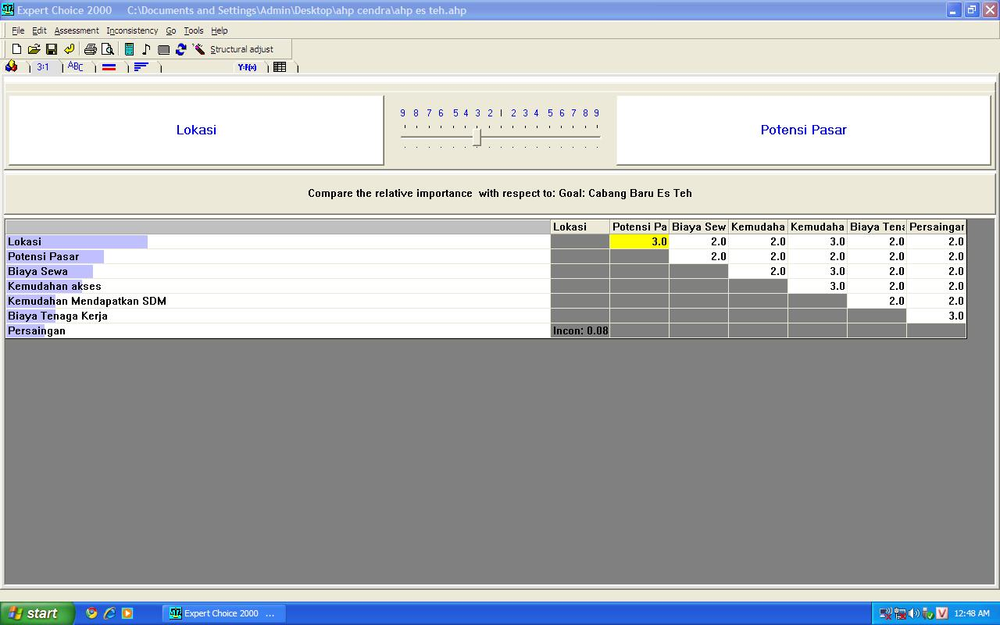 Expert Choice 2000 C:\Documents and Settings\Admin\Desktop\ahp cendra\ahp es teh.ahp
File Edit Assessment Inconsistency Go Tools Help
Structural adjust
3:1 ABC Y=F(x)
9 8 7 6 5 4 3 2 1 2 3 4 5 6 7 8 9
Lokasi Potensi Pasar
Compare the relative importance with respect to: Goal: Cabang Baru Es Teh
Lokasi Potensi Pa Biaya Sew Kemudaha Kemudaha Biaya Tena Persaingan
Lokasi 3.0 2.0 2.0 3.0 2.0 2.0
Potensi Pasar 2.0 2.0 2.0 2.0 2.0
Biaya Sewa 2.0 3.0 2.0 2.0
Kemudahan akses 3.0 2.0 2.0
Kemudahan Mendapatkan SDM 2.0 2.0
Biaya Tenaga Kerja 3.0
Persaingan Incon: 0.08
start Expert Choice 2000 ... V 12:48 AM